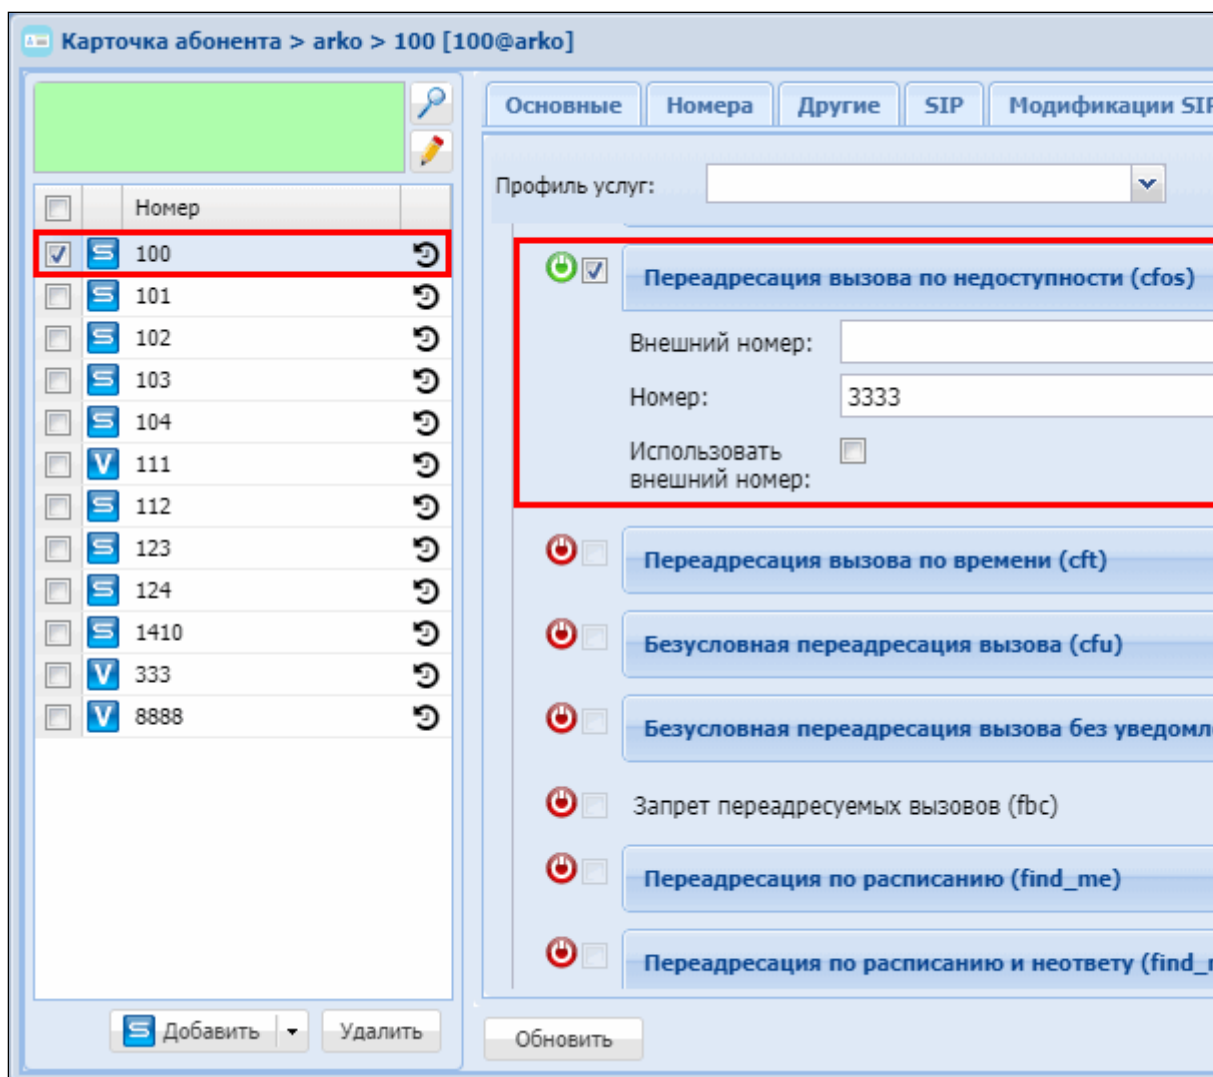 Карточка абонента > arko > 100 [100@arko]
Основные
Номера
Другие
SIP
Модификации SIP
Профиль услуг:
Номер
S 100
S 101
S 102
S 103
S 104
V 111
S 112
S 123
S 124
S 1410
V 333
V 8888
S Добавить
Удалить
Переадресация вызова по недоступности (cfos)
Внешний номер:
Номер: 3333
Использовать
внешний номер:
Переадресация вызова по времени (cft)
Безусловная переадресация вызова (cfu)
Безусловная переадресация вызова без уведомл
Запрет переадресуемых вызовов (fbc)
Переадресация по расписанию (find_me)
Переадресация по расписанию и неответу (find_
Обновить